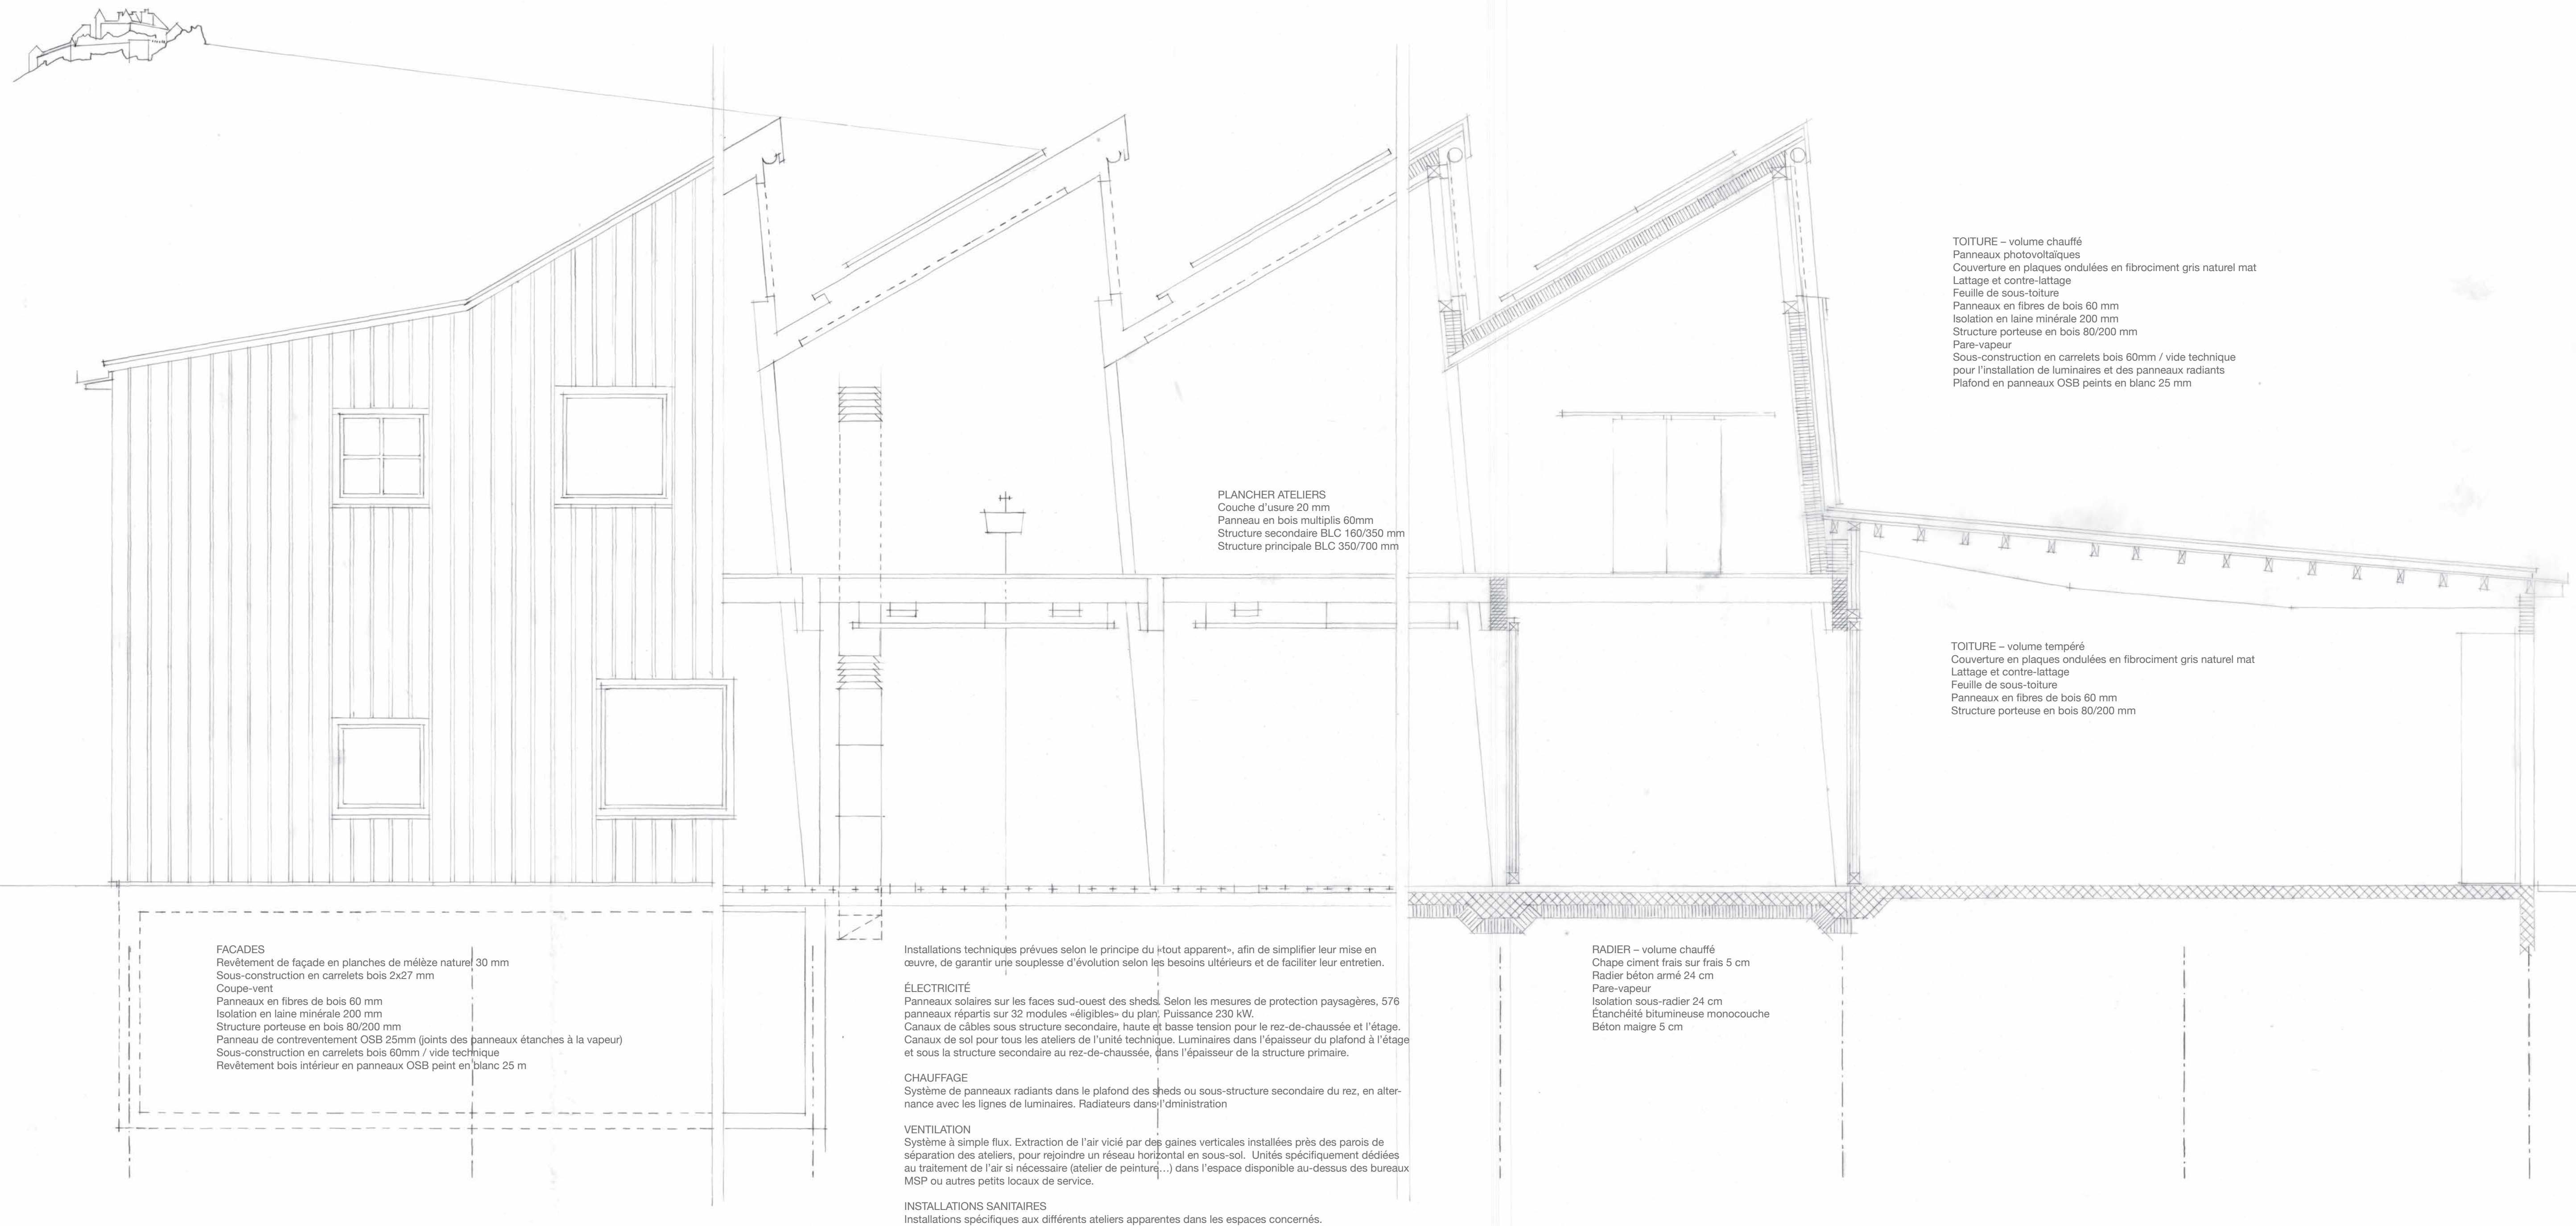 TOITURE – volume chauffé
Panneaux photovoltaïques
Couverture en plaques ondulées en fibrociment gris naturel mat
Lattage et contre-lattage
Feuille de sous-toiture
Panneaux en fibres de bois 60 mm
Isolation en laine minérale 200 mm
Structure porteuse en bois 80/200 mm
Pare-vapeur
Sous-construction en carrelets bois 60mm / vide technique
pour l'installation de luminaires et des panneaux radiants
Plafond en panneaux OSB peints en blanc 25 mm
PLANCHER ATELIERS
Couche d'usure 20 mm
Panneau en bois multiplis 60mm
Structure secondaire BLC 160/350 mm
Structure principale BLC 350/700 mm
TOITURE – volume tempéré
Couverture en plaques ondulées en fibrociment gris naturel mat
Lattage et contre-lattage
Feuille de sous-toiture
Panneaux en fibres de bois 60 mm
Structure porteuse en bois 80/200 mm
FACADES
Revêtement de façade en planches de mélèze naturel 30 mm
Sous-construction en carrelets bois 2x27 mm
Coupe-vent
Panneaux en fibres de bois 60 mm
Isolation en laine minérale 200 mm
Structure porteuse en bois 80/200 mm
Panneau de contreventement OSB 25mm (joints des panneaux étanches à la vapeur)
Sous-construction en carrelets bois 60mm / vide technique
Revêtement bois intérieur en panneaux OSB peint en blanc 25 m
Installations techniques prévues selon le principe du «tout apparent», afin de simplifier leur mise en
œuvre, de garantir une souplesse d'évolution selon les besoins ultérieurs et de faciliter leur entretien.
ÉLECTRICITÉ
Panneaux solaires sur les faces sud-ouest des sheds. Selon les mesures de protection paysagères, 576
panneaux répartis sur 32 modules «éligibles» du plan. Puissance 230 kW.
Canaux de câbles sous structure secondaire, haute et basse tension pour le rez-de-chaussée et l'étage.
Canaux de sol pour tous les ateliers de l'unité technique. Luminaires dans l'épaisseur du plafond à l'étage
et sous la structure secondaire au rez-de-chaussée, dans l'épaisseur de la structure primaire.
CHAUFFAGE
Système de panneaux radiants dans le plafond des sheds ou sous-structure secondaire du rez, en alter-
nance avec les lignes de luminaires. Radiateurs dans l'dministration
VENTILATION
Système à simple flux. Extraction de l'air vicié par des gaines verticales installées près des parois de
séparation des ateliers, pour rejoindre un réseau horizontal en sous-sol.  Unités spécifiquement dédiées
au traitement de l'air si nécessaire (atelier de peinture…) dans l'espace disponible au-dessus des bureaux
MSP ou autres petits locaux de service.
INSTALLATIONS SANITAIRES
Installations spécifiques aux différents ateliers apparentes dans les espaces concernés.
RADIER – volume chauffé
Chape ciment frais sur frais 5 cm
Radier béton armé 24 cm
Pare-vapeur
Isolation sous-radier 24 cm
Étanchéité bitumineuse monocouche
Béton maigre 5 cm